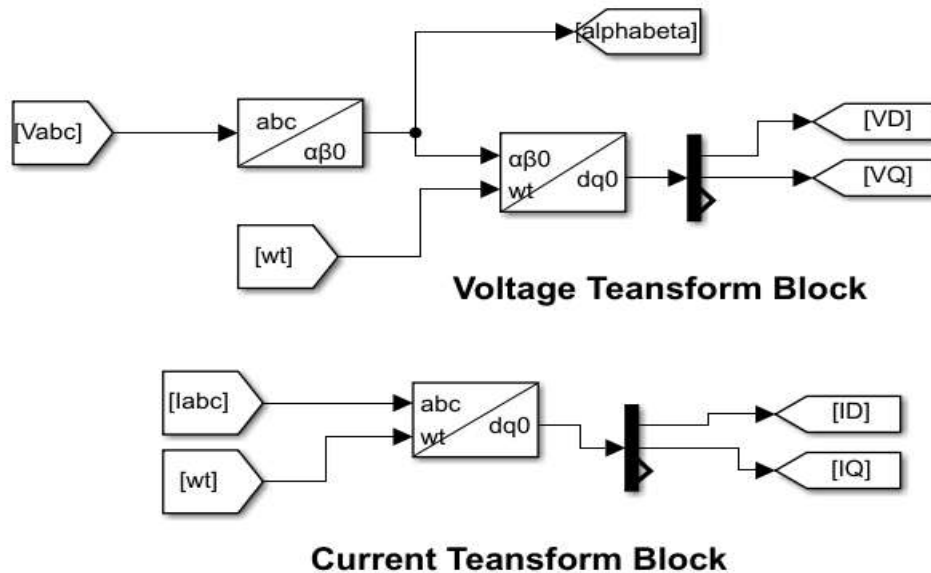 [alphabeta]
[Vabc]
abc
αβ0
[VD]
αβ0
wt
dq0
[VQ]
[wt]
Voltage Teansform Block
[Iabc]
abc
wt
dq0
[ID]
[wt]
[IQ]
Current Teansform Block